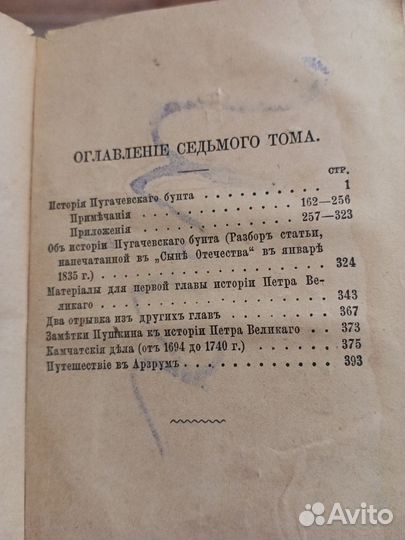 ОГЛАВЛЕНІЕ СЕДЬМОГО ТОМА.
СТР.
Исторія Пугачевскаго бунта . . . . . . . . 1
Примѣчанія . . . . . . . . . 162—256
Приложенія . . . . . . . . . 257—323
Объ исторіи Пугачевскаго бунта (Разборъ статьи,
напечатанной въ „Сынѣ Отечества" въ январѣ
1835 г.) . . . . . . . . . . . . . 324
Матеріалы для первой главы исторіи Петра Ве-
ликаго . . . . . . . . . . . . . 343
Два отрывка изъ другихъ главъ . . . . . . 367
Замѣтки Пушкина къ исторіи Петра Великаго . . 373
Камчатскія дѣла (отъ 1694 до 1740 г.) . . . . . 375
Путешествіе въ Арзрумъ . . . . . . . . . 393
Avito